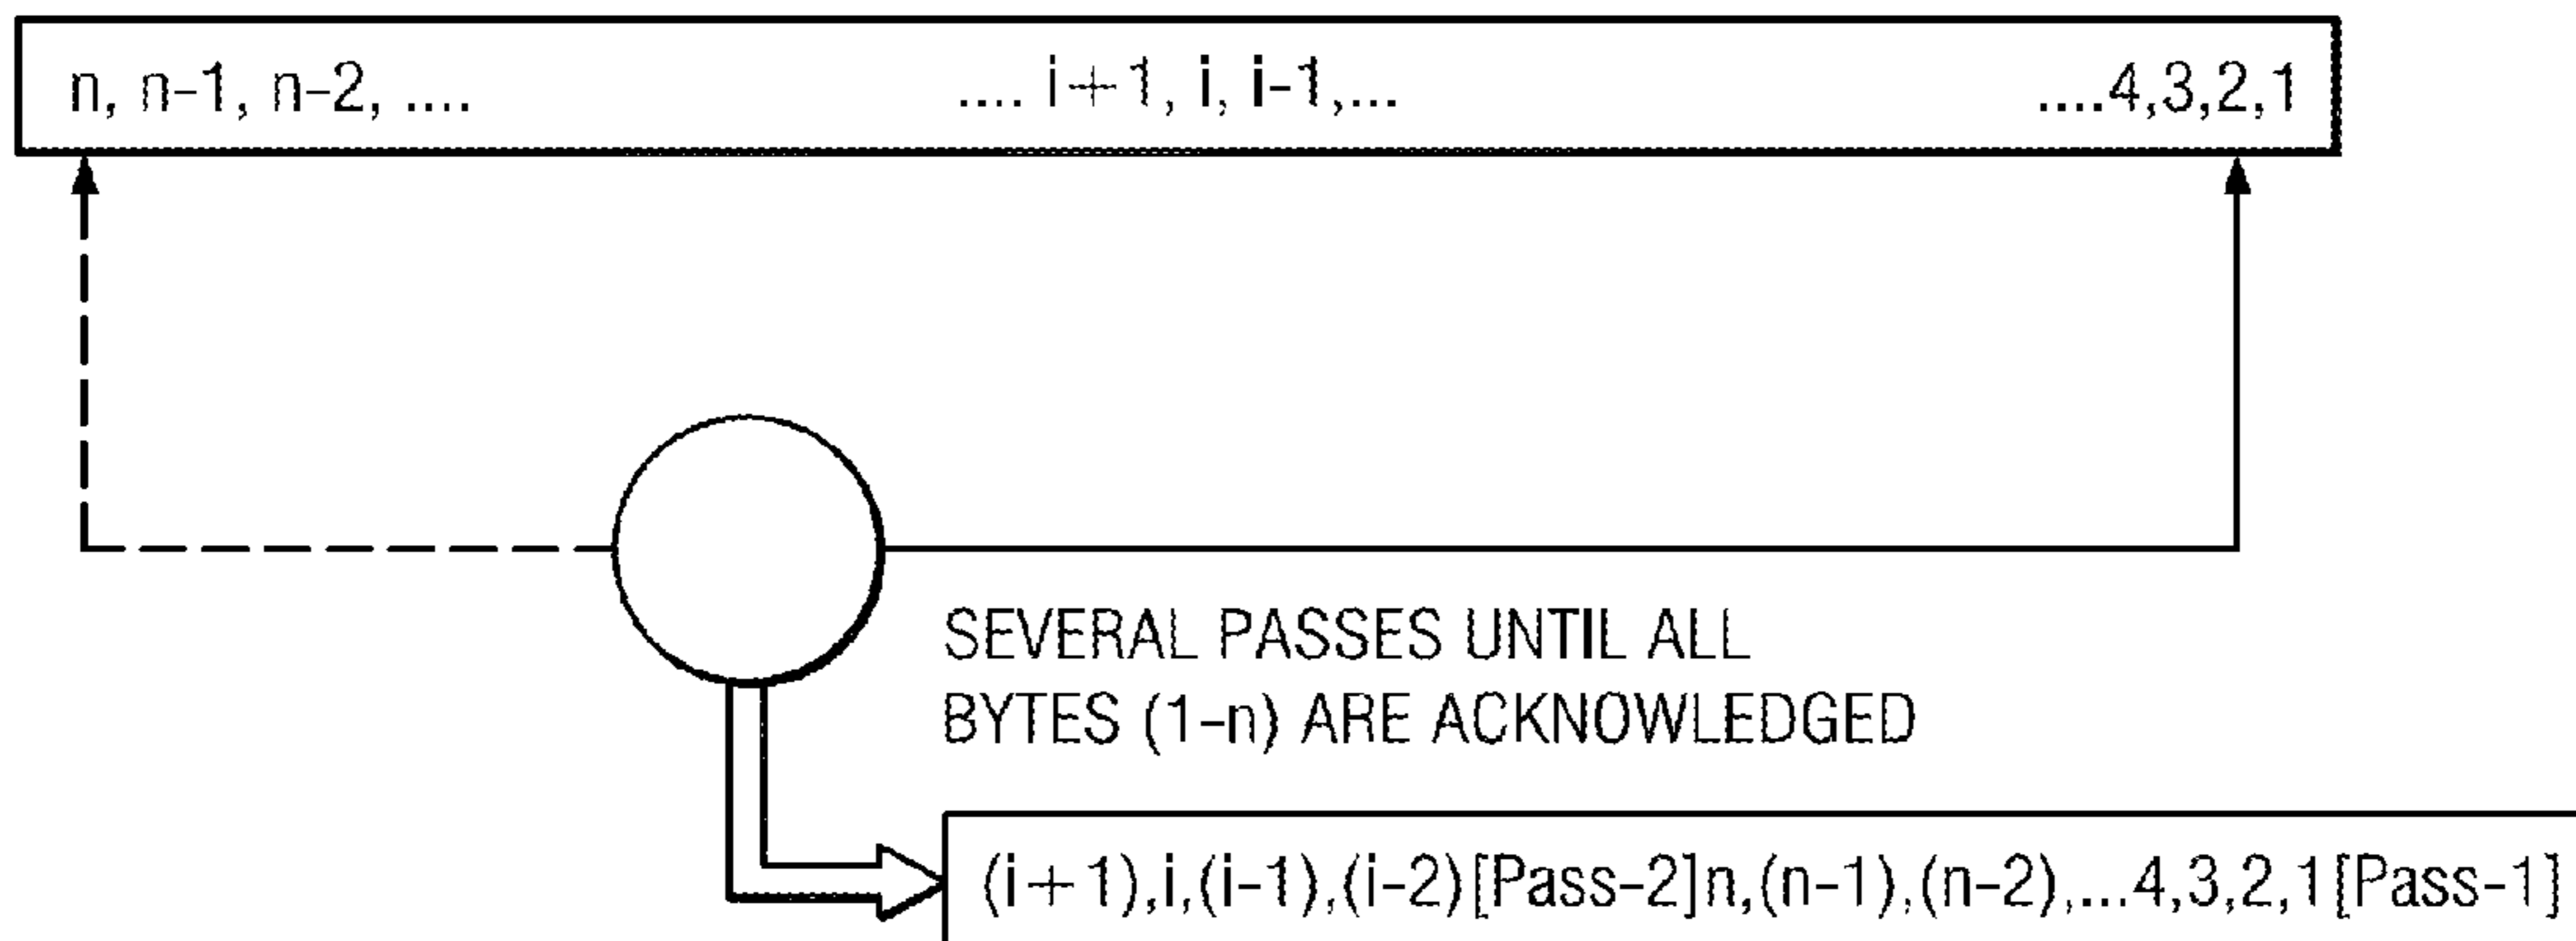 n, n-1, n-2, .... .... i+1, i, i-1,... ....4,3,2,1
SEVERAL PASSES UNTIL ALL
BYTES (1-n) ARE ACKNOWLEDGED
(i+1),i,(i-1),(i-2)[Pass-2]n,(n-1),(n-2),...4,3,2,1[Pass-1]